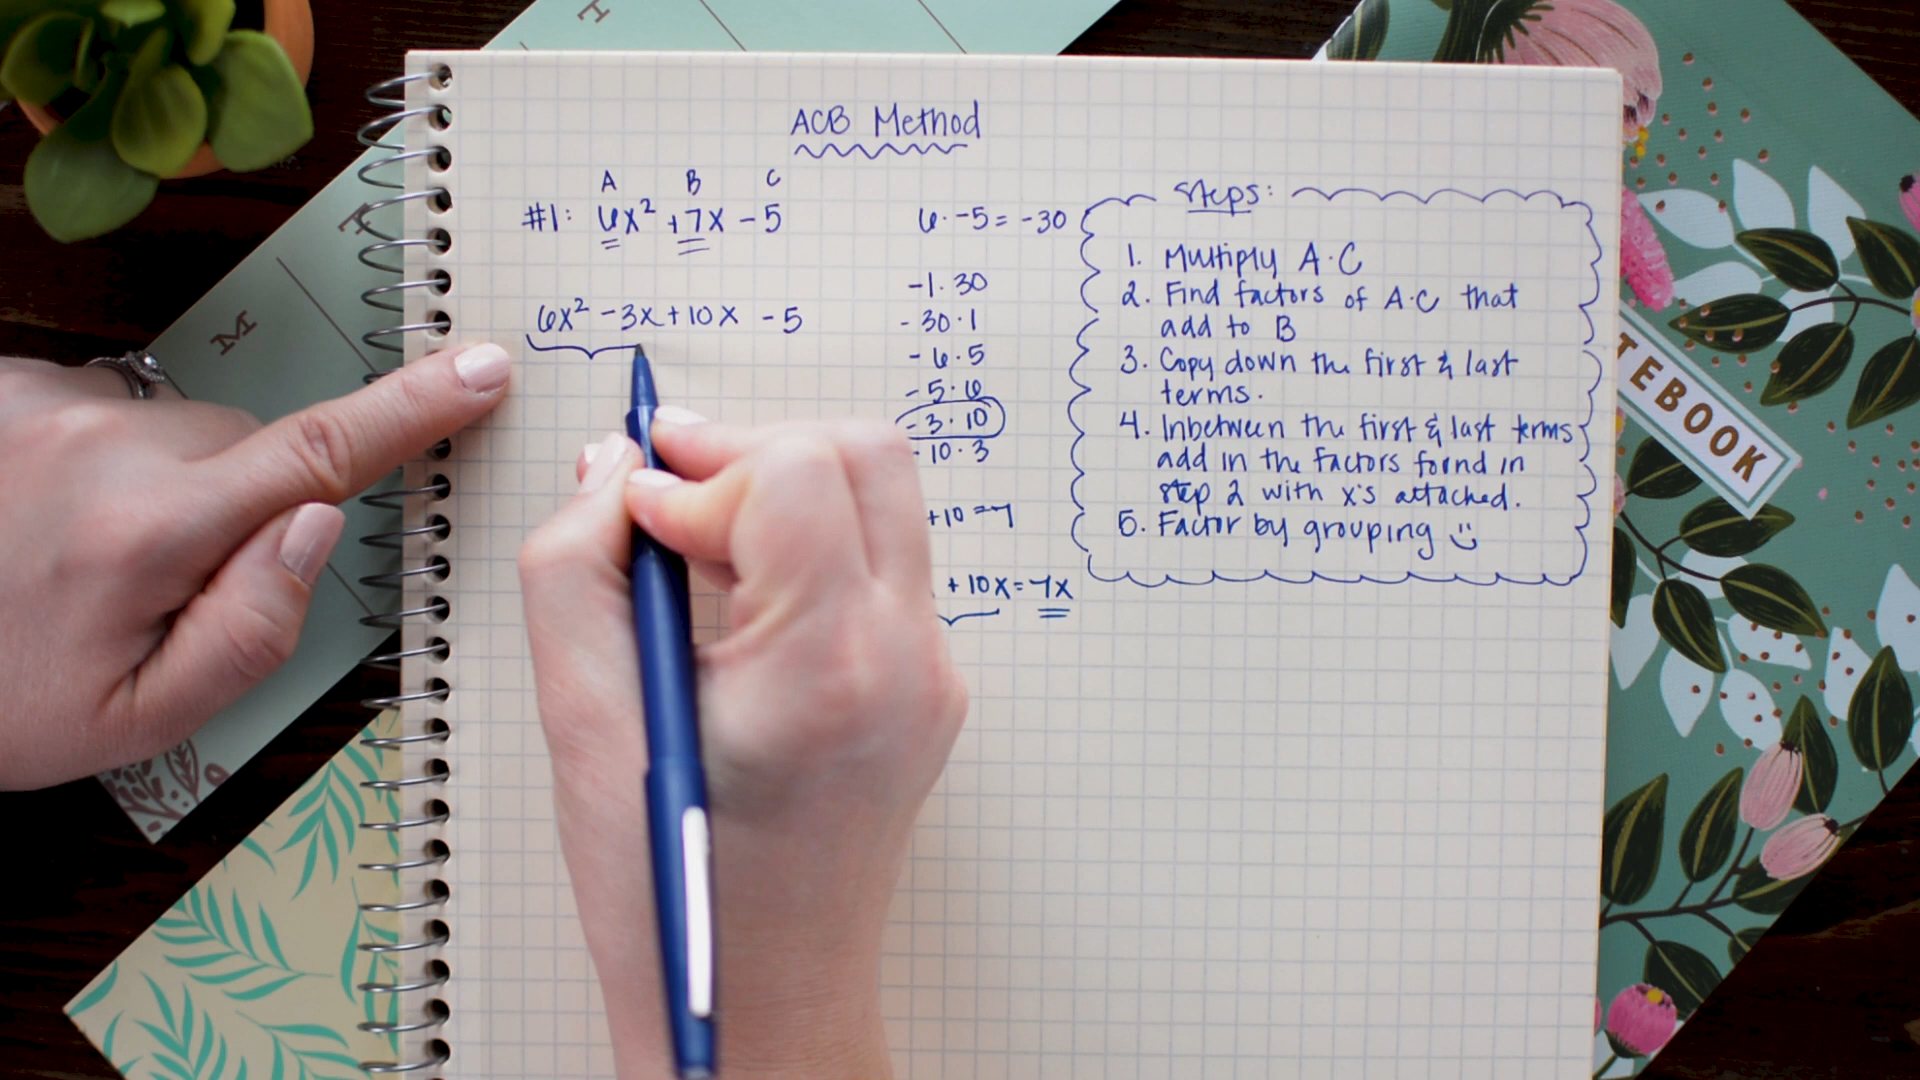 ACB Method
A B C
#1: 6x² +7x - 5
6x² - 3x + 10x - 5
6 · -5 = -30
-1 · 30
-30 · 1
-6 · 5
-5 · 6
-3 · 10
-10 · 3
+10 = 7
+10x = 7x
Steps:
1. Multiply A·C
2. Find factors of A·C that
add to B
3. Copy down the first & last
terms.
4. Inbetween the first & last terms
add in the factors found in
step 2 with x's attached.
5. Factor by grouping :)
TEBOOK
M
T
H